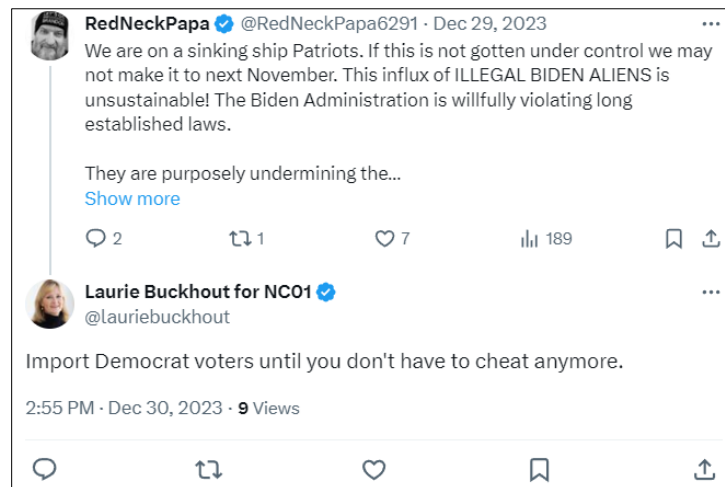 RedNeckPapa @RedNeckPapa6291 · Dec 29, 2023
We are on a sinking ship Patriots. If this is not gotten under control we may
not make it to next November. This influx of ILLEGAL BIDEN ALIENS is
unsustainable! The Biden Administration is willfully violating long
established laws.
They are purposely undermining the...
Show more
2 1 7 189
Laurie Buckhout for NC01
@lauriebuckhout
Import Democrat voters until you don't have to cheat anymore.
2:55 PM · Dec 30, 2023 · 9 Views